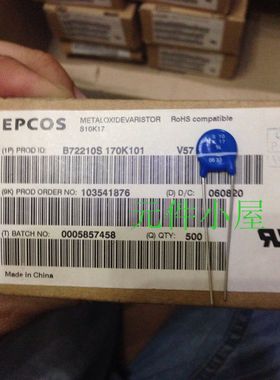 EPCOS
METALOXIDEVARISTOR
S10K17
RoHS compatible
(1P) PROD ID:
B72210S 170K101
V57
(9K) PROD ORDER NO:
103541876
(D) D/C:
060820
元件小屋
(T) BATCH NO:
0005857458
(Q) QTY:
500
Made in China